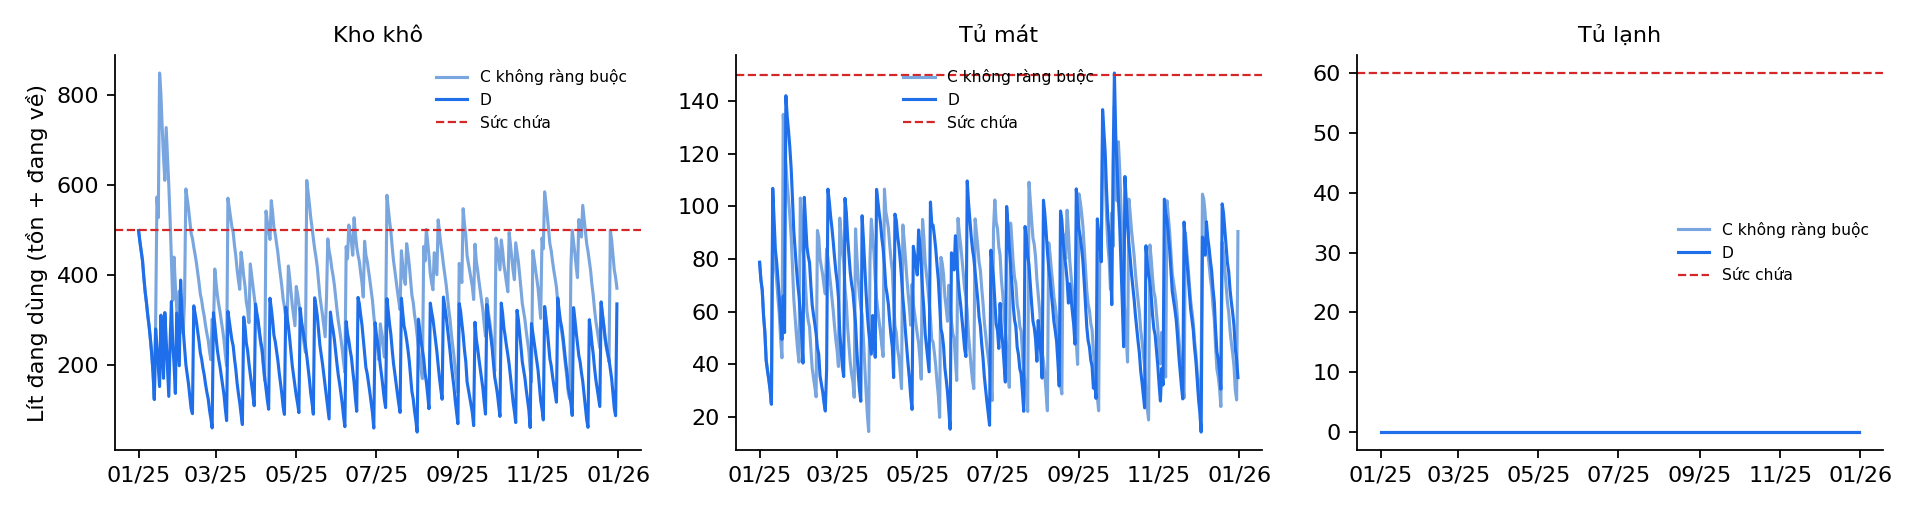 Kho khô
Lít đang dùng (tồn + đang về)
800
600
400
200
C không ràng buộc
D
Sức chứa
01/25 03/25 05/25 07/25 09/25 11/25 01/26
Tủ mát
140
120
100
80
60
40
20
C không ràng buộc
D
Sức chứa
01/25 03/25 05/25 07/25 09/25 11/25 01/26
Tủ lạnh
60
50
40
30
20
10
0
C không ràng buộc
D
Sức chứa
01/25 03/25 05/25 07/25 09/25 11/25 01/26